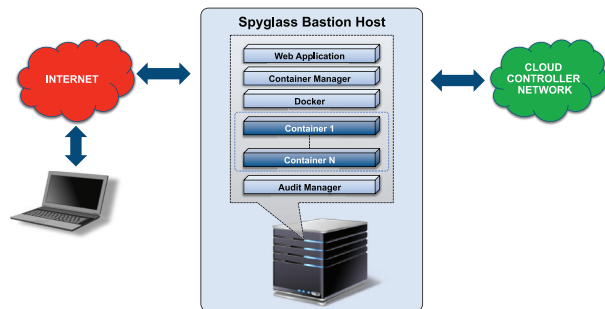 Spyglass Bastion Host
INTERNET
Web Application
Container Manager
Docker
Container 1
Container N
Audit Manager
CLOUD
CONTROLLER
NETWORK